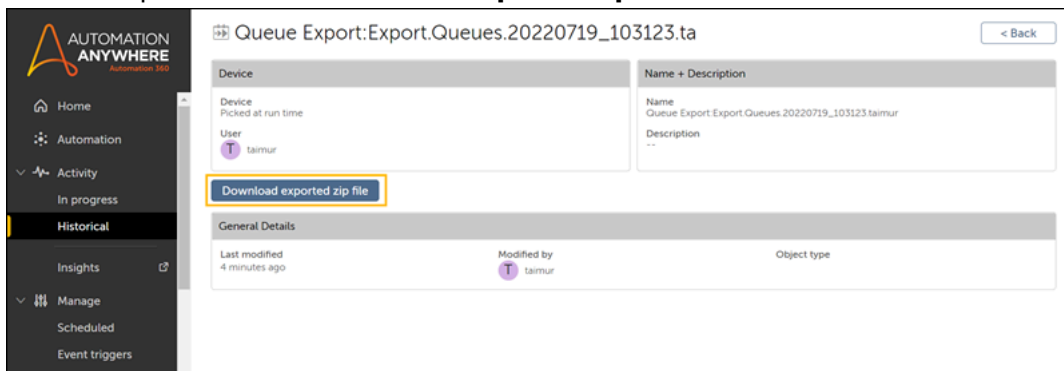 AUTOMATION
ANYWHERE
Automation 360
Home
Automation
Activity
In progress
Historical
Insights
Manage
Scheduled
Event triggers
Queue Export:Export.Queues.20220719_103123.ta
< Back
Device
Device
Picked at run time
User
T taimur
Name + Description
Name
Queue Export:Export.Queues.20220719_103123.taimur
Description
--
Download exported zip file
General Details
Last modified
4 minutes ago
Modified by
T taimur
Object type